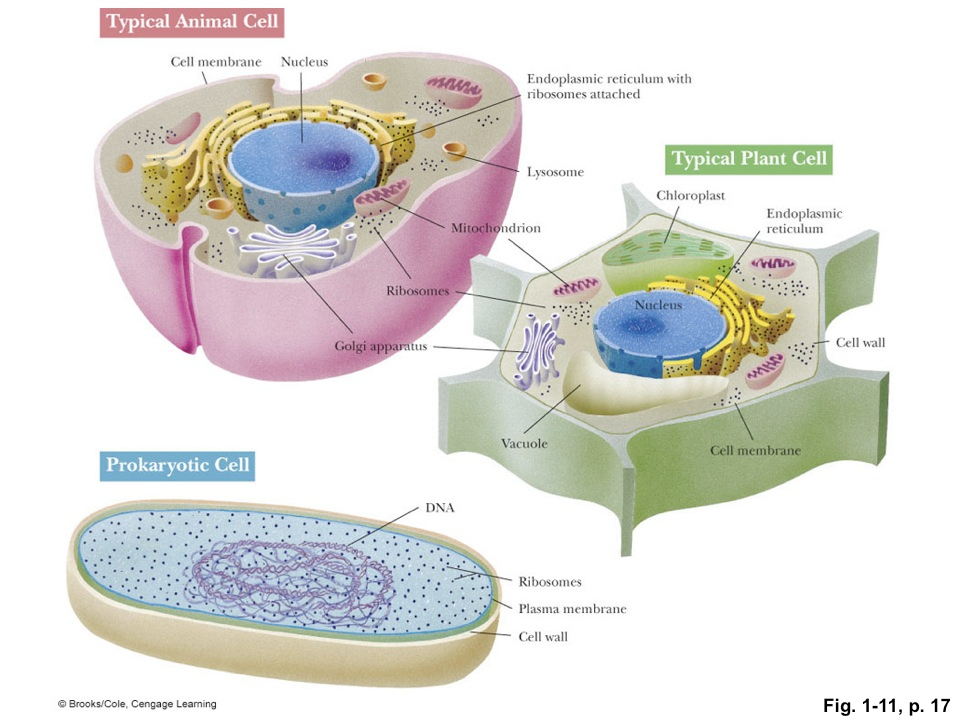 Typical Animal Cell
Cell membrane
Nucleus
Endoplasmic reticulum with
ribosomes attached
Lysosome
Typical Plant Cell
Chloroplast
Endoplasmic
reticulum
Mitochondrion
Ribosomes
Nucleus
Golgi apparatus
Cell wall
Vacuole
Cell membrane
Prokaryotic Cell
DNA
Ribosomes
Plasma membrane
Cell wall
© Brooks/Cole, Cengage Learning
Fig. 1-11, p. 17